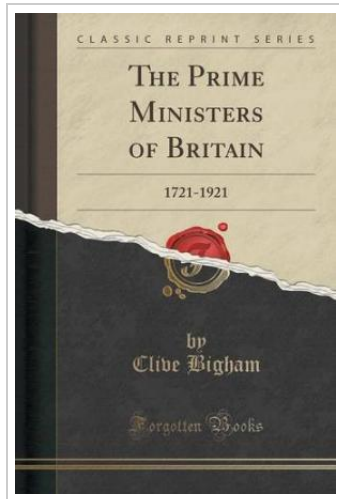 CLASSIC REPRINT SERIES
THE PRIME
MINISTERS
OF BRITAIN
1721-1921
by
Clive Bigham
Forgotten Books